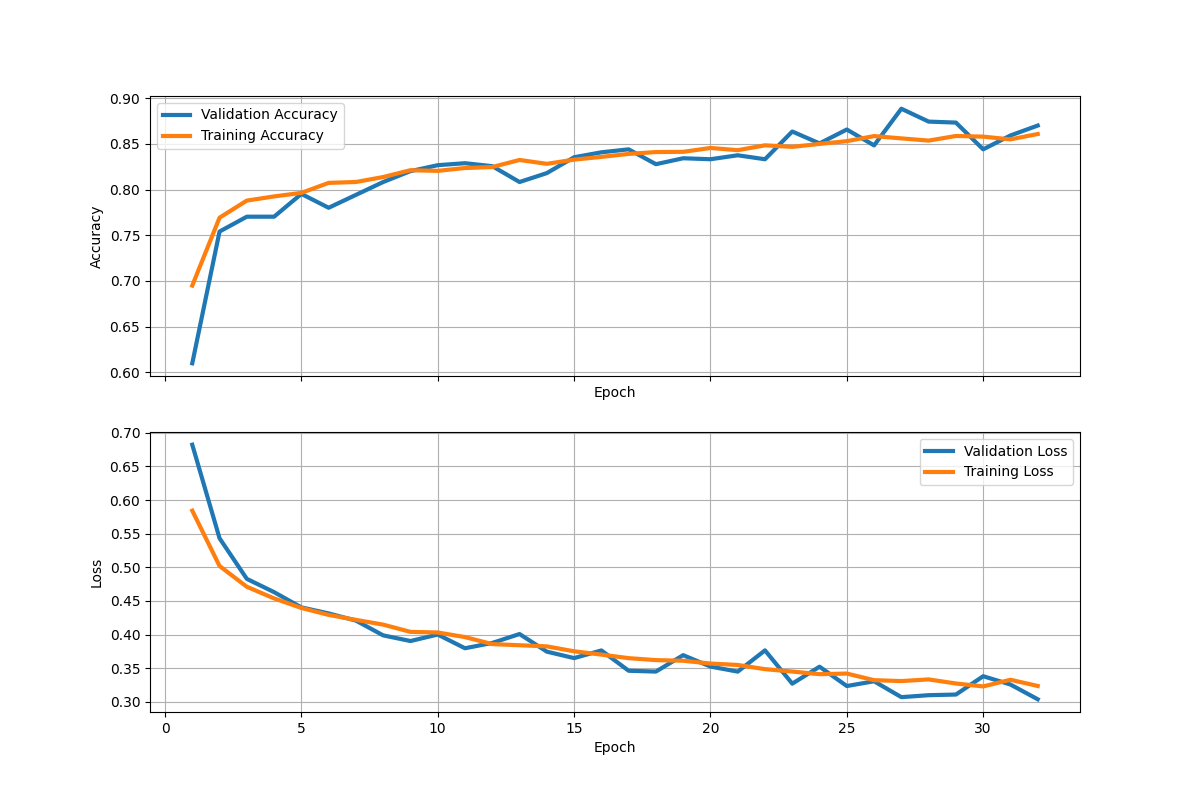 0.90
0.85
0.80
0.75
0.70
0.65
0.60
Accuracy
Validation Accuracy
Training Accuracy
Epoch
0.70
0.65
0.60
0.55
0.50
0.45
0.40
0.35
0.30
Loss
Validation Loss
Training Loss
0 5 10 15 20 25 30
Epoch